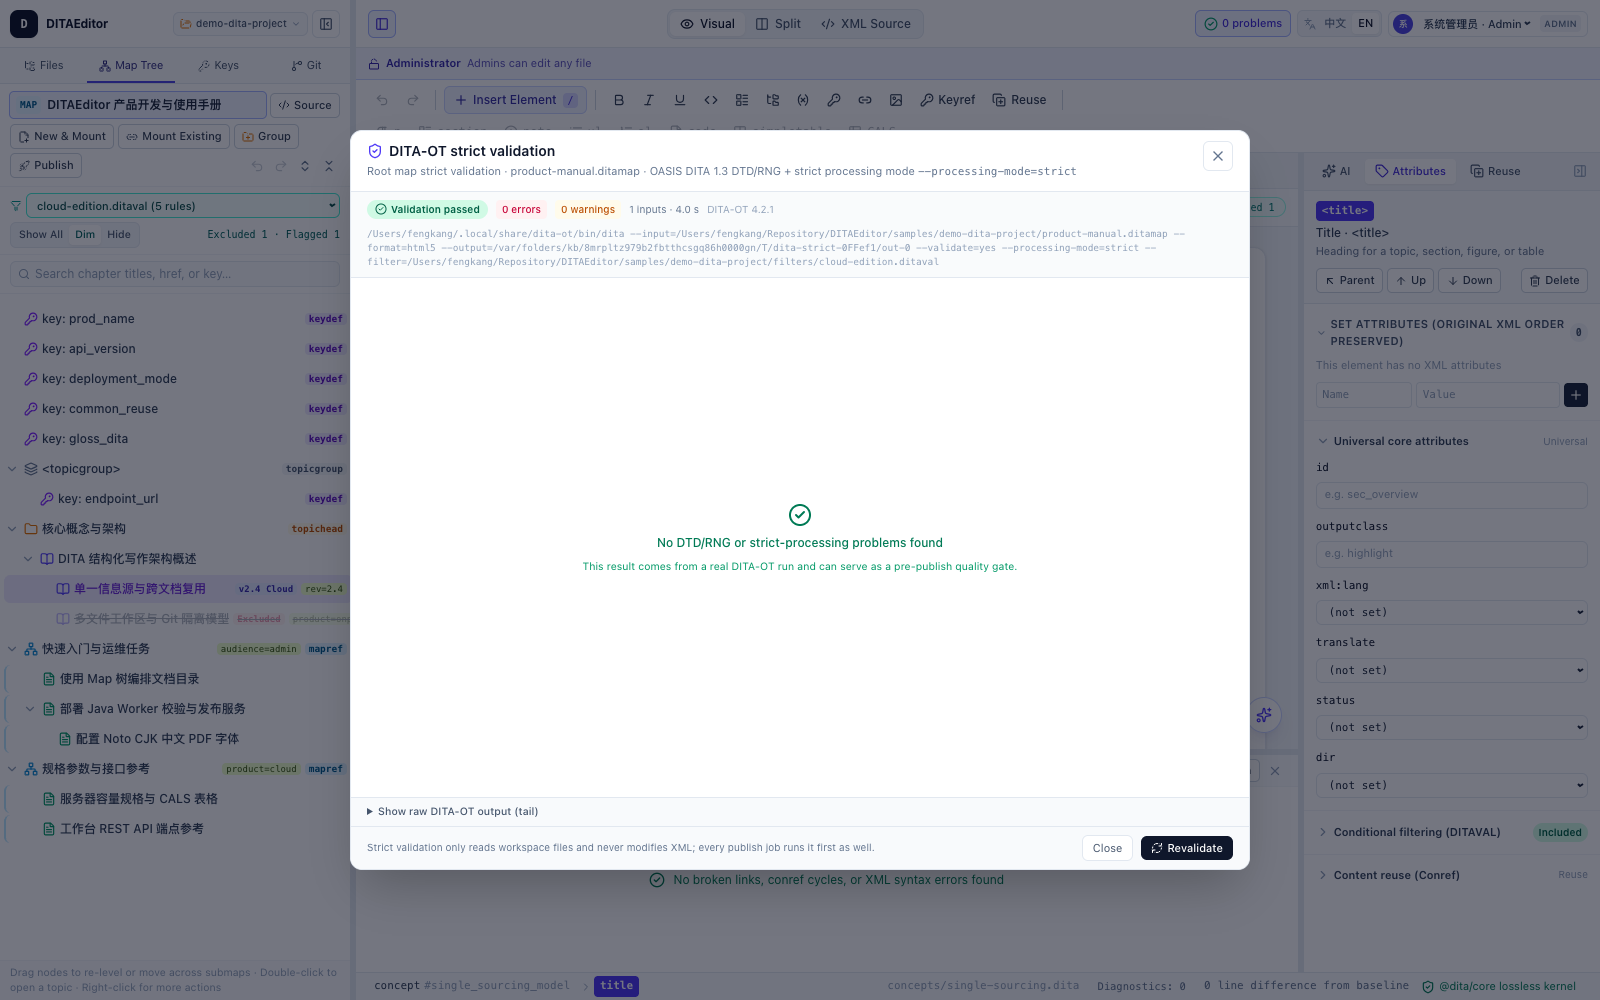 D DITAEditor demo-dita-project
Visual Split XML Source
0 problems 中文 EN 系 系统管理员 · Admin ADMIN
Files Map Tree Keys Git
Administrator Admins can edit any file
MAP DITAEditor 产品开发与使用手册 Source
Insert Element / Keyref Reuse
New & Mount Mount Existing Group
Publish
cloud-edition.ditaval (5 rules)
Show All Dim Hide Excluded 1 · Flagged 1
Search chapter titles, href, or key...
key: prod_name keydef
key: api_version keydef
key: deployment_mode keydef
key: common_reuse keydef
key: gloss_dita keydef
<topicgroup> topicgroup
key: endpoint_url keydef
核心概念与架构 topichead
DITA 结构化写作架构概述
单一信息源与跨文档复用 v2.4 Cloud rev=2.4
多文件工作区与 Git 隔离模型 Excluded
快速入门与运维任务 audience=admin mapref
使用 Map 树编排文档目录
部署 Java Worker 校验与发布服务
配置 Noto CJK 中文 PDF 字体
规格参数与接口参考 product=cloud mapref
服务器容量规格与 CALS 表格
工作台 REST API 端点参考
Drag nodes to re-level or move across submaps · Double-click to
open a topic · Right-click for more actions
DITA-OT strict validation
Root map strict validation · product-manual.ditamap · OASIS DITA 1.3 DTD/RNG + strict processing mode --processing-mode=strict
Validation passed 0 errors 0 warnings 1 inputs · 4.0 s DITA-OT 4.2.1
/Users/fengkang/.local/share/dita-ot/bin/dita --input=/Users/fengkang/Repository/DITAEditor/samples/demo-dita-project/product-manual.ditamap --
format=html5 --output=/var/folders/kb/8mrpltz979b2fbtthcsgq86h0000gn/T/dita-strict-0FFef1/out-0 --validate=yes --processing-mode=strict --
filter=/Users/fengkang/Repository/DITAEditor/samples/demo-dita-project/filters/cloud-edition.ditaval
No DTD/RNG or strict-processing problems found
This result comes from a real DITA-OT run and can serve as a pre-publish quality gate.
Show raw DITA-OT output (tail)
Strict validation only reads workspace files and never modifies XML; every publish job runs it first as well.
Close Revalidate
No broken links, conref cycles, or XML syntax errors found
AI Attributes Reuse
<title>
Title · <title>
Heading for a topic, section, figure, or table
Parent Up Down Delete
SET ATTRIBUTES (ORIGINAL XML ORDER PRESERVED) 0
This element has no XML attributes
Name Value
Universal core attributes Universal
id
e.g. sec_overview
outputclass
e.g. highlight
xml:lang
(not set)
translate
(not set)
status
(not set)
dir
(not set)
Conditional filtering (DITAVAL) Included
Content reuse (Conref) Reuse
concept #single_sourcing_model title
concepts/single-sourcing.dita Diagnostics: 0 0 line difference from baseline @dita/core lossless kernel